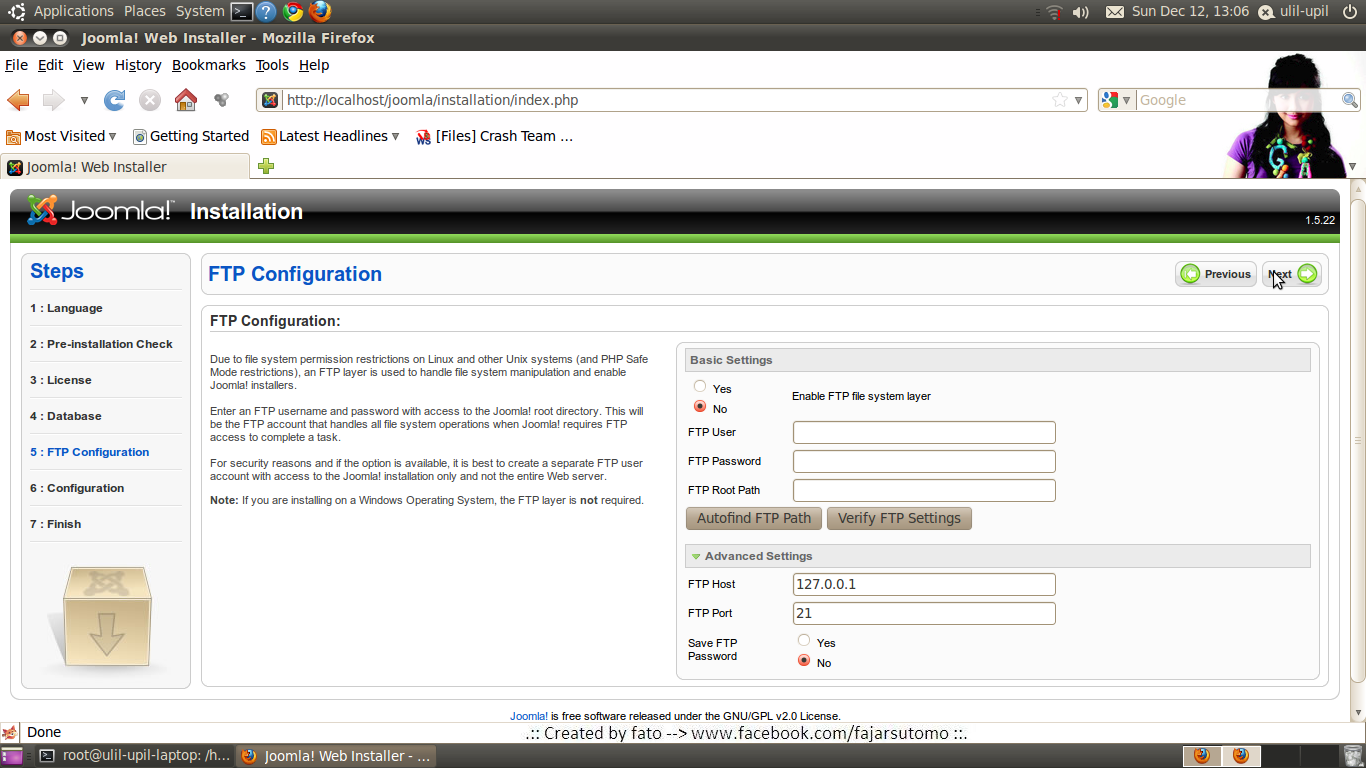 Applications Places System Sun Dec 12, 13:06 ulil-upil
Joomla! Web Installer - Mozilla Firefox
File Edit View History Bookmarks Tools Help
http://localhost/joomla/installation/index.php Google
Most Visited Getting Started Latest Headlines [Files] Crash Team ...
Joomla! Web Installer
Joomla!™ Installation
1.5.22
Steps
1 : Language
2 : Pre-installation Check
3 : License
4 : Database
5 : FTP Configuration
6 : Configuration
7 : Finish
FTP Configuration Previous Next
FTP Configuration:
Due to file system permission restrictions on Linux and other Unix systems (and PHP Safe
Mode restrictions), an FTP layer is used to handle file system manipulation and enable
Joomla! installers.
Enter an FTP username and password with access to the Joomla! root directory. This will
be the FTP account that handles all file system operations when Joomla! requires FTP
access to complete a task.
For security reasons and if the option is available, it is best to create a separate FTP user
account with access to the Joomla! installation only and not the entire Web server.
Note: If you are installing on a Windows Operating System, the FTP layer is not required.
Basic Settings
Yes
No
Enable FTP file system layer
FTP User
FTP Password
FTP Root Path
Autofind FTP Path Verify FTP Settings
Advanced Settings
FTP Host 127.0.0.1
FTP Port 21
Save FTP
Password
Yes
No
Joomla! is free software released under the GNU/GPL v2.0 License.
Done .:: Created by fato --> www.facebook.com/fajarsutomo ::.
root@ulil-upil-laptop: /h... Joomla! Web Installer - ...